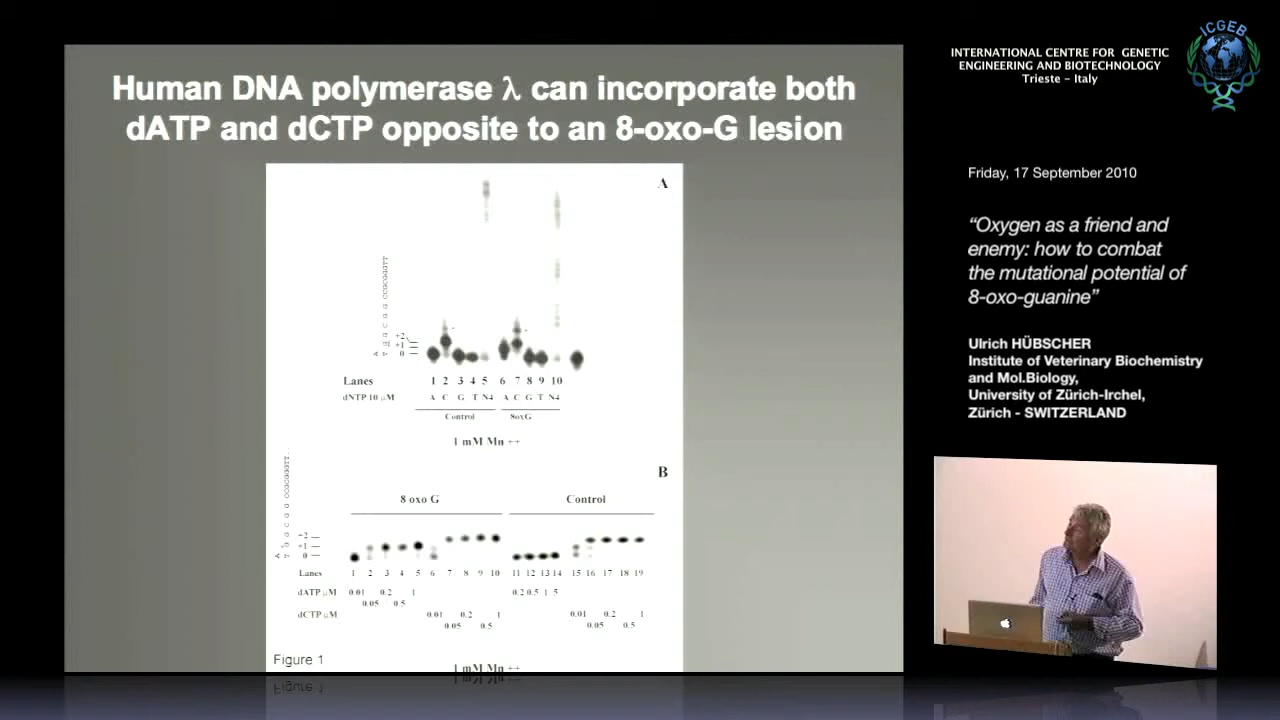 Human DNA polymerase λ can incorporate both
dATP and dCTP opposite to an 8-oxo-G lesion
A
+2
+1
0
Lanes 1 2 3 4 5 6 7 8 9 10
dNTP 10 μM A C G T N4 A C G T N4
Control 8oxG
1 mM Mn ++
B
8 oxo G Control
+2
+1
0
Lanes 1 2 3 4 5 6 7 8 9 10 11 12 13 14 15 16 17 18 19
dATP μM 0.01 0.2 1 0.2 0.5 1 5
0.05 0.5
dCTP μM 0.01 0.2 1 0.01 0.2 1
0.05 0.5 0.05 0.5
Figure 1
1 mM Mn ++
INTERNATIONAL CENTRE FOR GENETIC
ENGINEERING AND BIOTECHNOLOGY
Trieste - Italy
ICGEB
Friday, 17 September 2010
“Oxygen as a friend and
enemy: how to combat
the mutational potential of
8-oxo-guanine”
Ulrich HÜBSCHER
Institute of Veterinary Biochemistry
and Mol.Biology,
University of Zürich-Irchel,
Zürich - SWITZERLAND